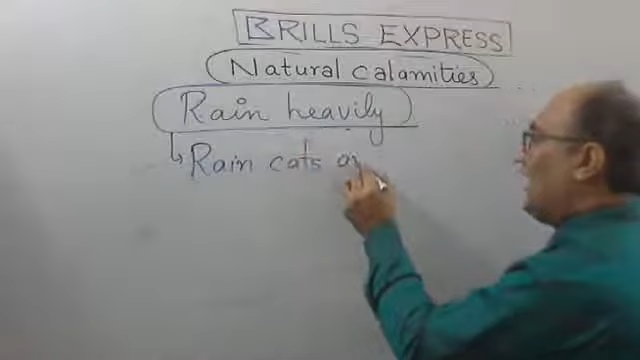 BRILLS EXPRESS
Natural calamities
Rain heavily
Rain cats a